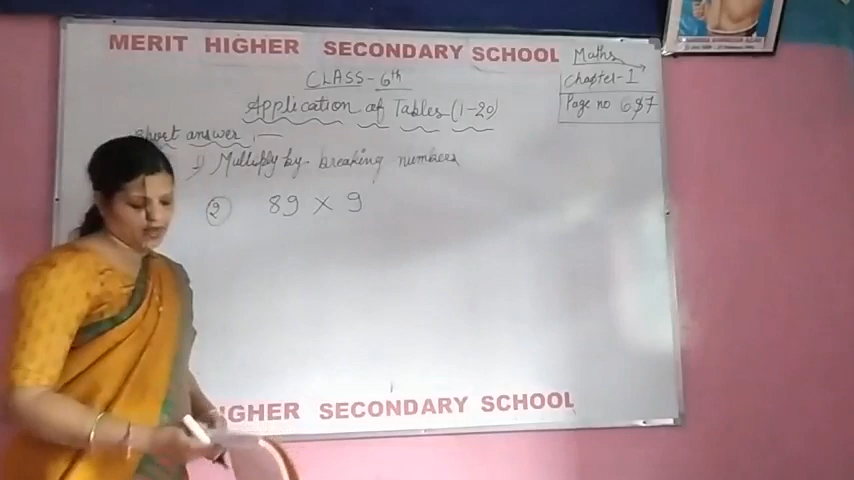 MERIT HIGHER SECONDARY SCHOOL
Maths
Chapter-1
Page no 6&7
CLASS-6th
Application of Tables (1-20)
Short answer :-
Multiply by breaking numbers
2 89 × 9
HIGHER SECONDARY SCHOOL